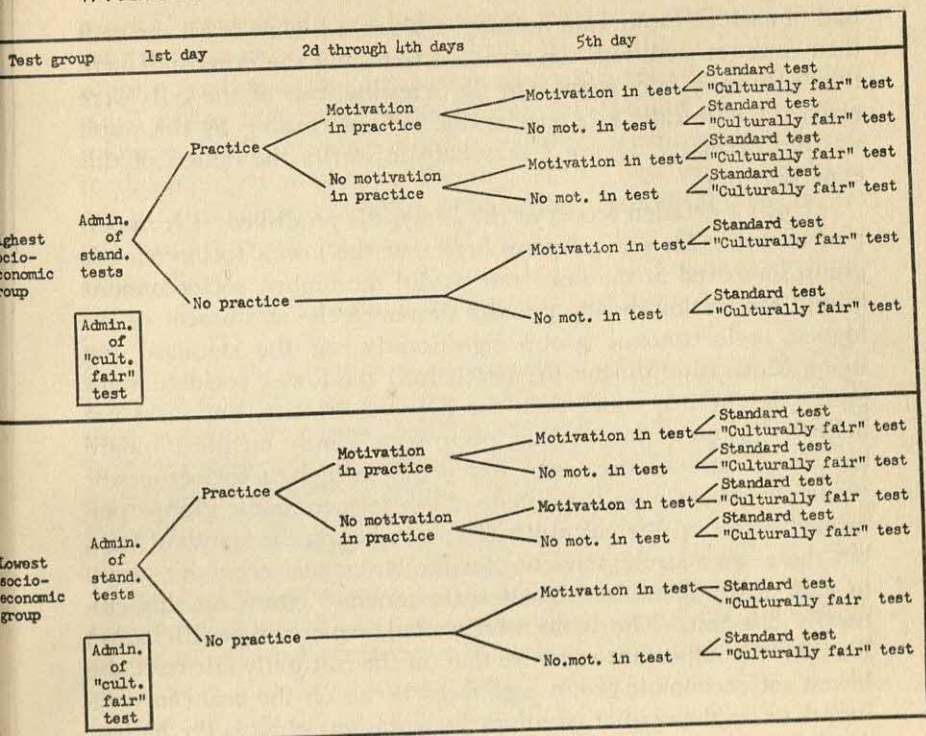 Test group 1st day 2d through 4th days 5th day
ighest
ocio-
conomic
roup
Admin.
of
stand.
tests
Admin.
of
"cult.
fair"
test
Practice
No practice
Motivation
in practice
No motivation
in practice
Motivation in test
Standard test
"Culturally fair" test
No mot. in test
Standard test
"Culturally fair" test
Motivation in test
Standard test
"Culturally fair" test
No mot. in test
Standard test
"Culturally fair" test
Motivation in test
Standard test
"Culturally fair" test
No mot. in test
Standard test
"Culturally fair" test
Lowest
socio-
economic
group
Admin.
of
stand.
tests
Admin.
of
"cult.
fair"
test
Practice
No practice
Motivation
in practice
No motivation
in practice
Motivation in test
Standard test
"Culturally fair" test
No mot. in test
Standard test
"Culturally fair" test
Motivation in test
Standard test
"Culturally fair test
No mot. in test
Standard test
"Culturally fair" test
Motivation in test
Standard test
"Culturally fair test
No.mot. in test
Standard test
"Culturally fair" test